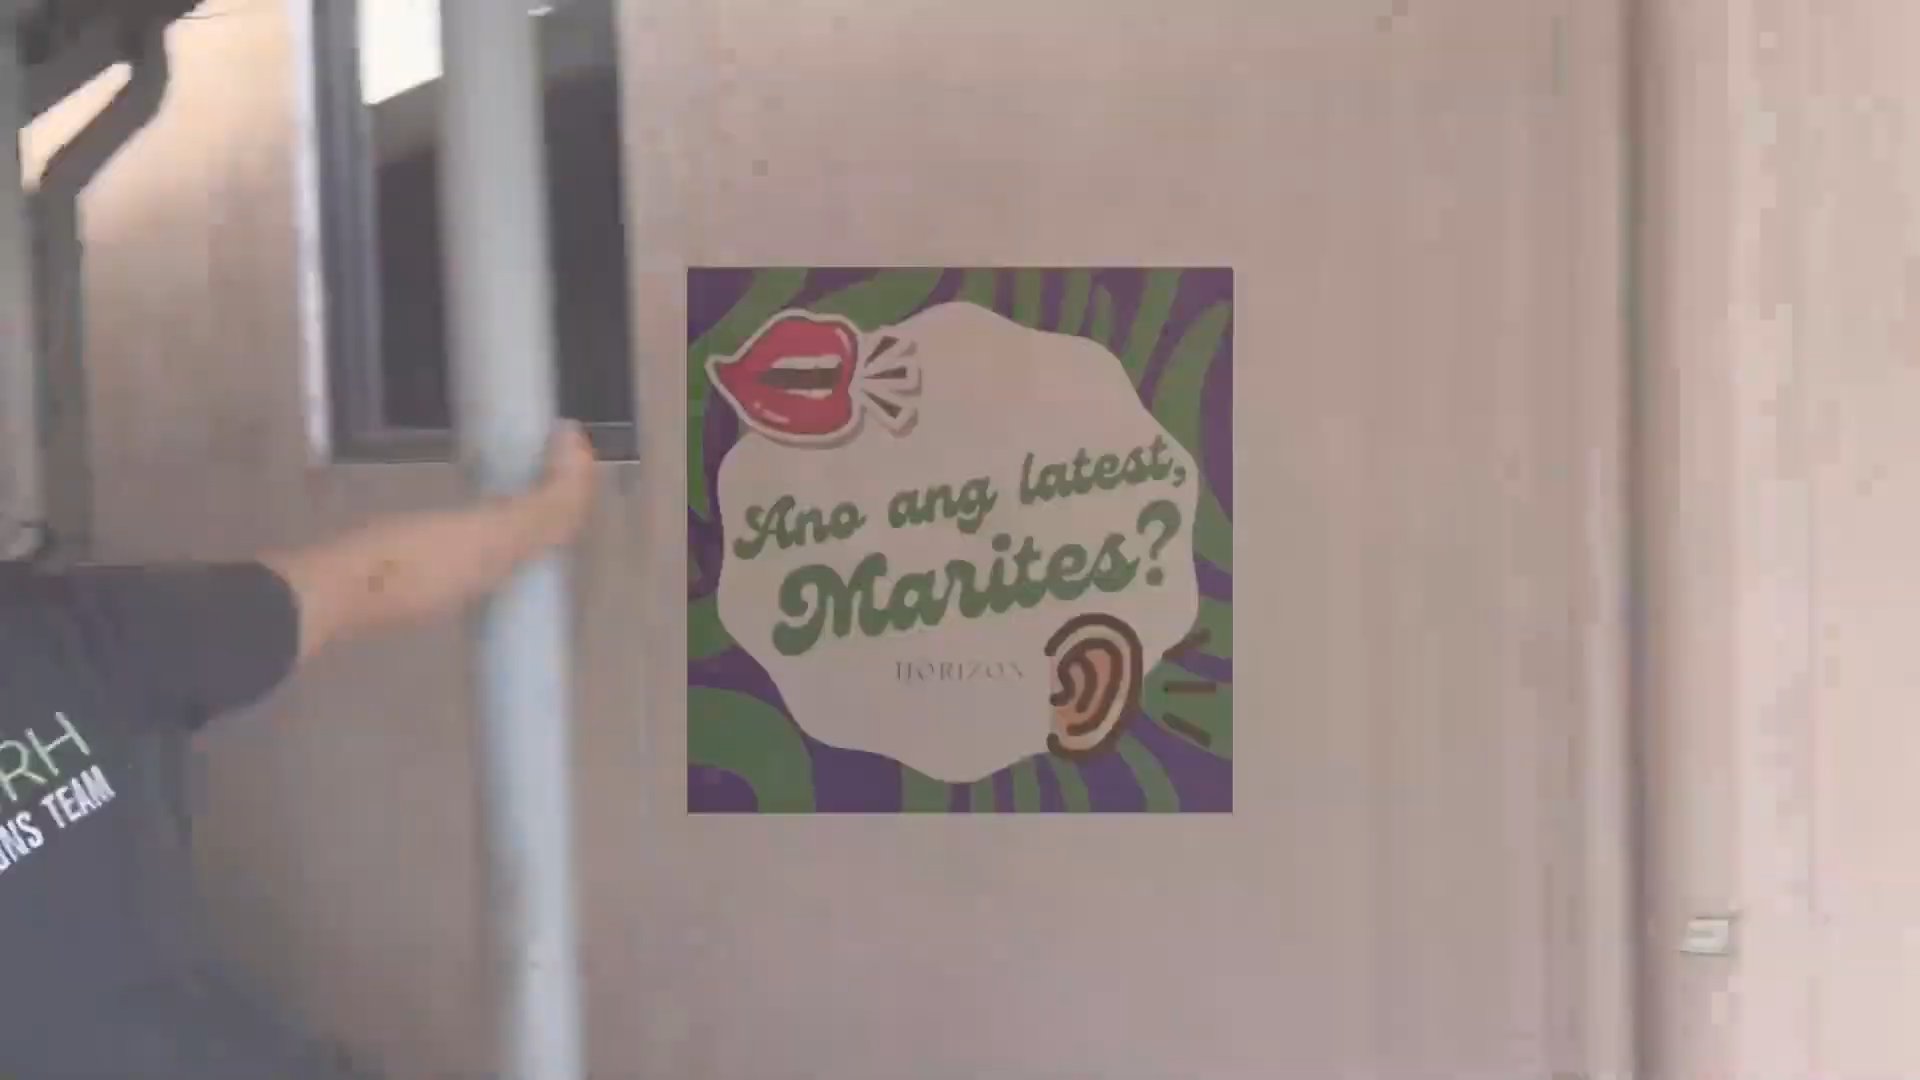 Ano ang latest,
Marites?
HORIZON
RH
NS TEAM